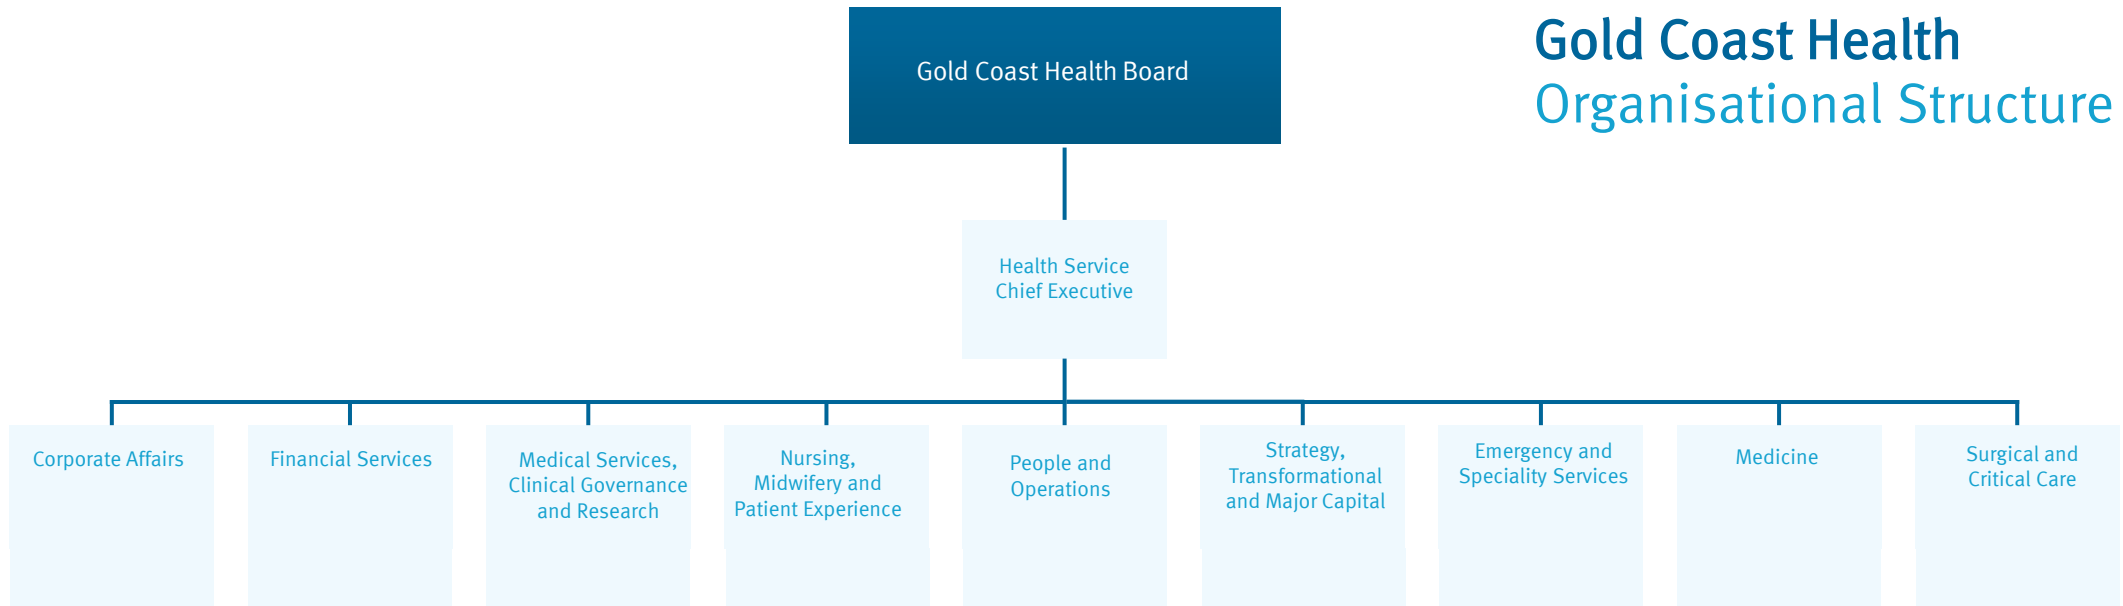 Gold Coast Health
Organisational Structure
Gold Coast Health Board
Health Service
Chief Executive
Corporate Affairs
Financial Services
Medical Services,
Clinical Governance
and Research
Nursing,
Midwifery and
Patient Experience
People and
Operations
Strategy,
Transformational
and Major Capital
Emergency and
Speciality Services
Medicine
Surgical and
Critical Care